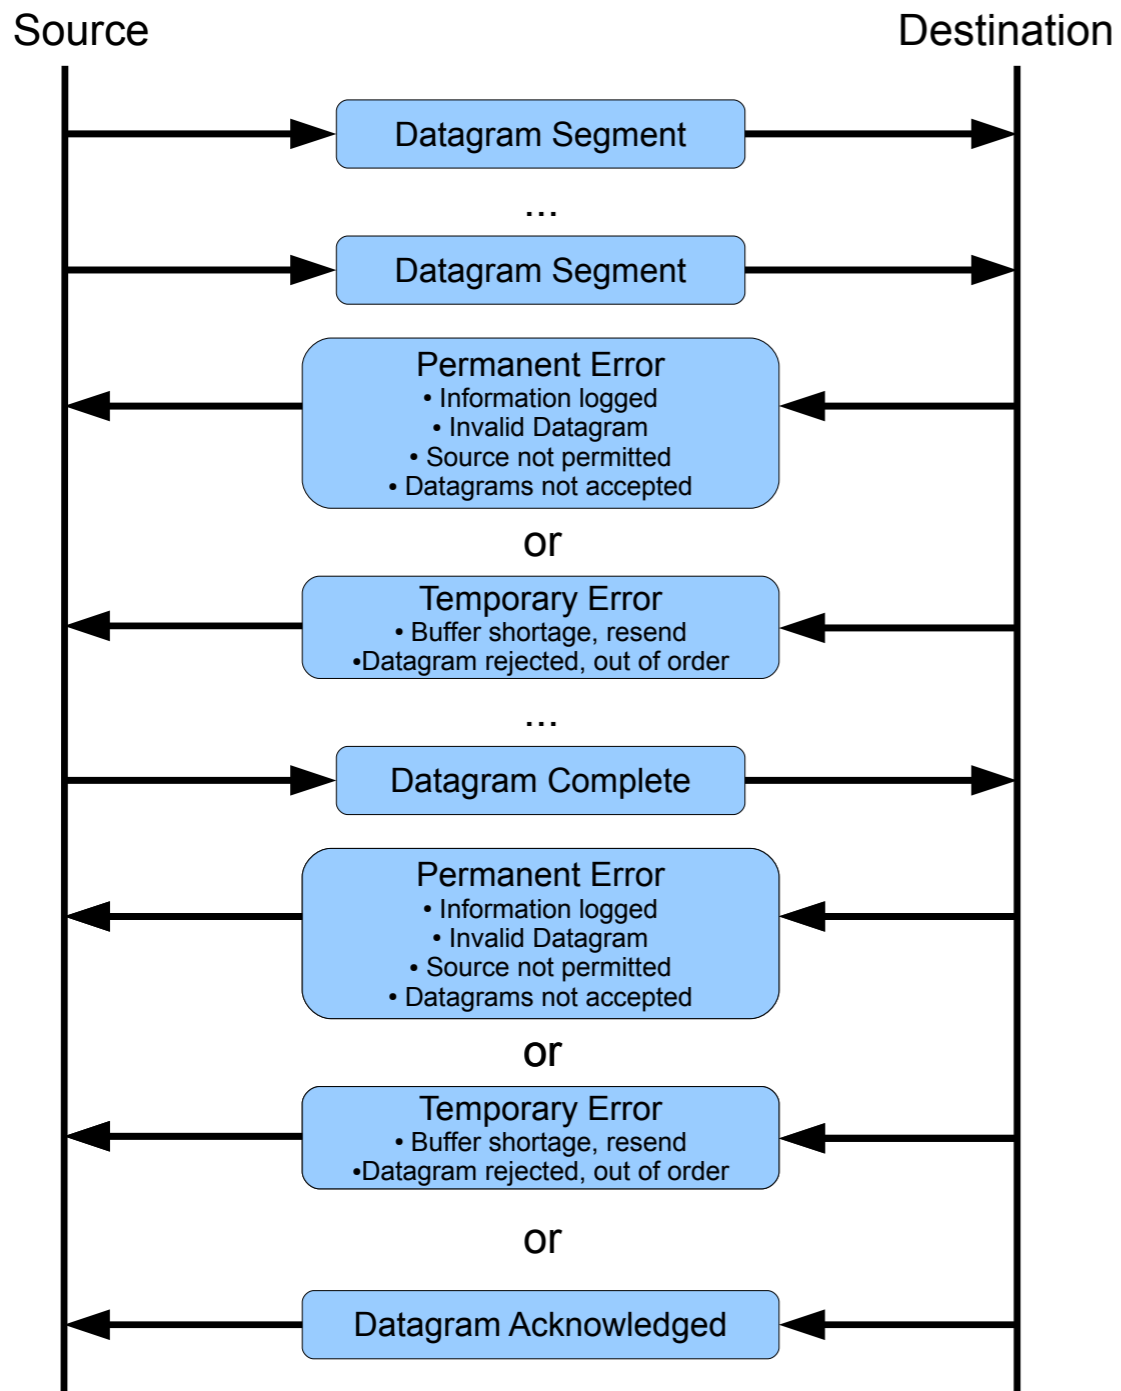 Source
Destination
Datagram Segment
...
Datagram Segment
Permanent Error
• Information logged
• Invalid Datagram
• Source not permitted
• Datagrams not accepted
or
Temporary Error
• Buffer shortage, resend
•Datagram rejected, out of order
...
Datagram Complete
Permanent Error
• Information logged
• Invalid Datagram
• Source not permitted
• Datagrams not accepted
or
Temporary Error
• Buffer shortage, resend
•Datagram rejected, out of order
or
Datagram Acknowledged